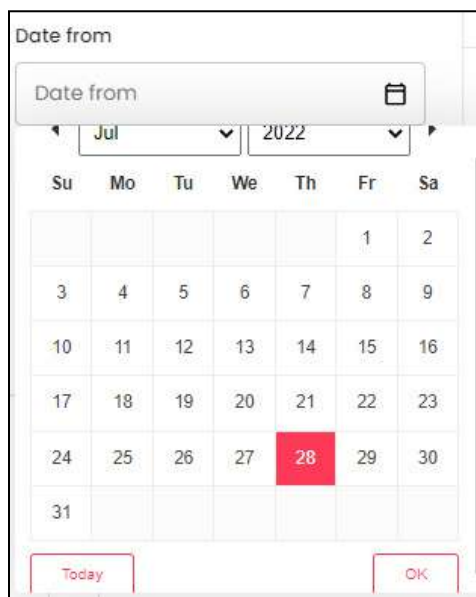 Date from
Date from
Jul 2022
Su Mo Tu We Th Fr Sa
1 2
3 4 5 6 7 8 9
10 11 12 13 14 15 16
17 18 19 20 21 22 23
24 25 26 27 28 29 30
31
Today OK